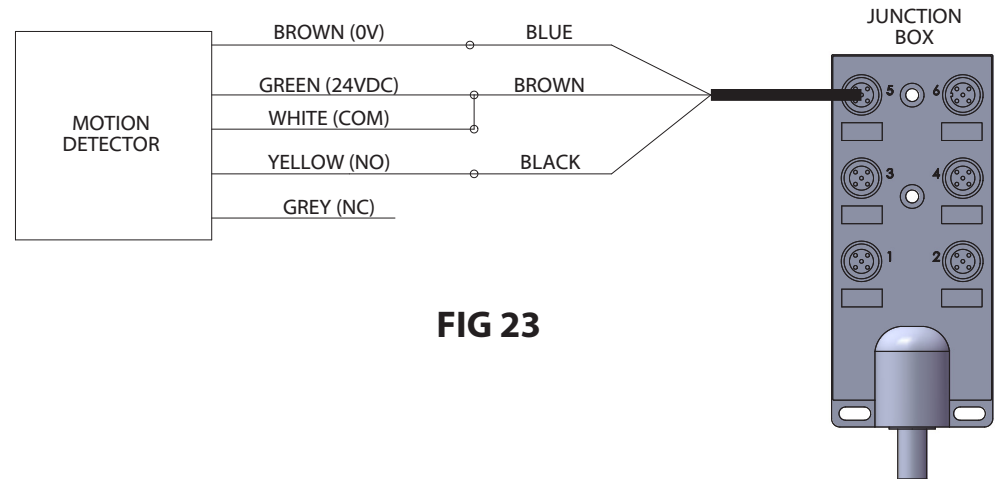 JUNCTION
BOX
BROWN (0V) BLUE
GREEN (24VDC) BROWN
WHITE (COM)
MOTION
DETECTOR
YELLOW (NO) BLACK
GREY (NC)
5 6
3 4
1 2
FIG 23